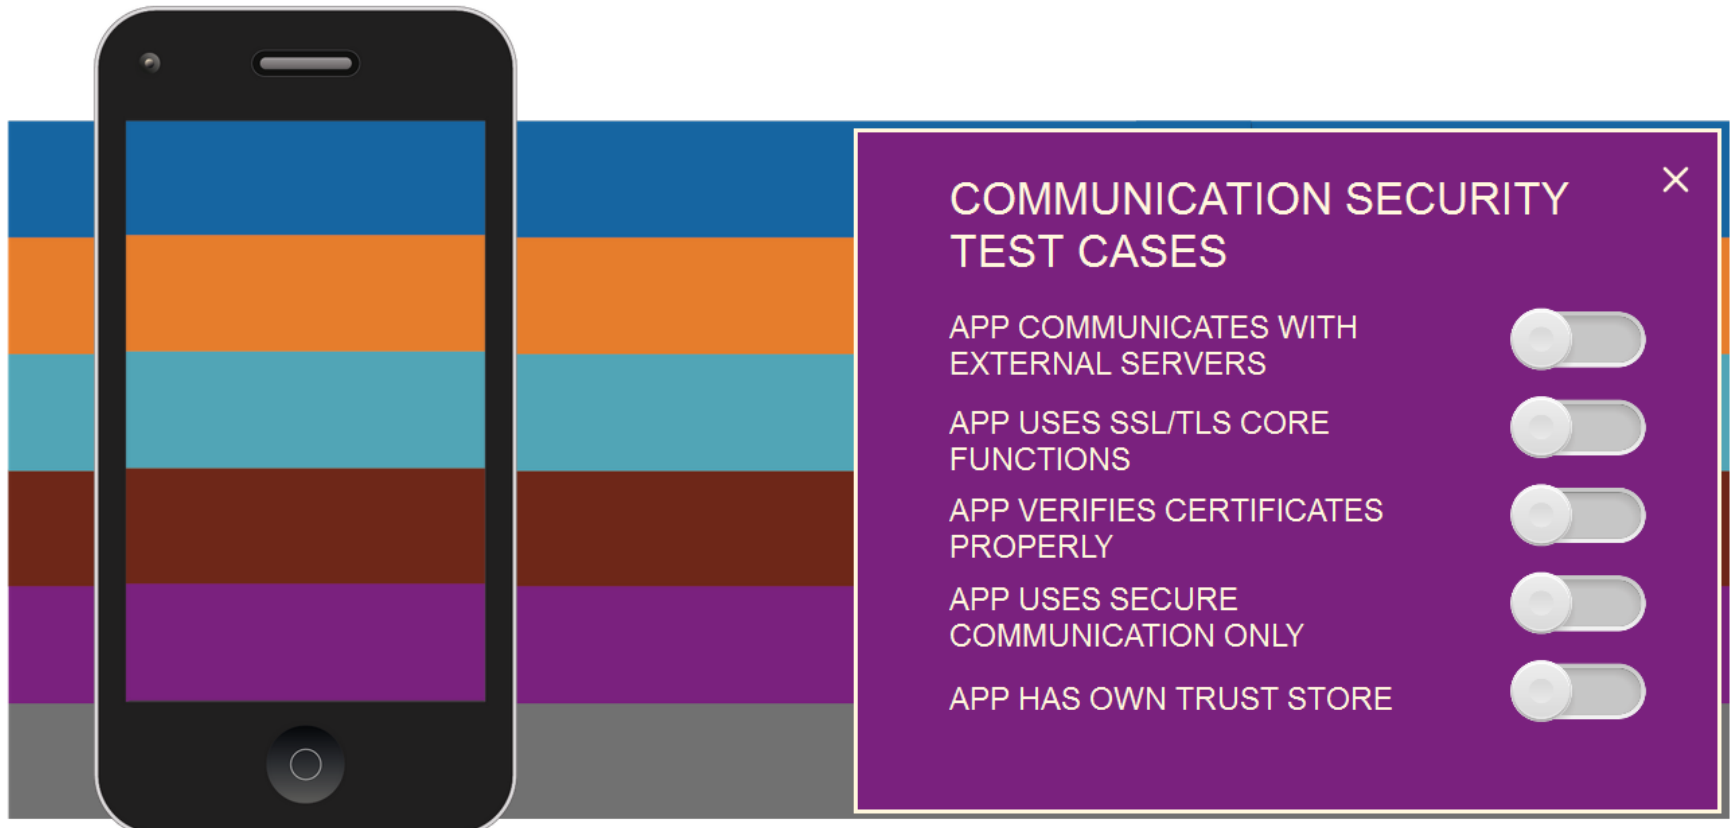 COMMUNICATION SECURITY
TEST CASES
APP COMMUNICATES WITH
EXTERNAL SERVERS
APP USES SSL/TLS CORE
FUNCTIONS
APP VERIFIES CERTIFICATES
PROPERLY
APP USES SECURE
COMMUNICATION ONLY
APP HAS OWN TRUST STORE